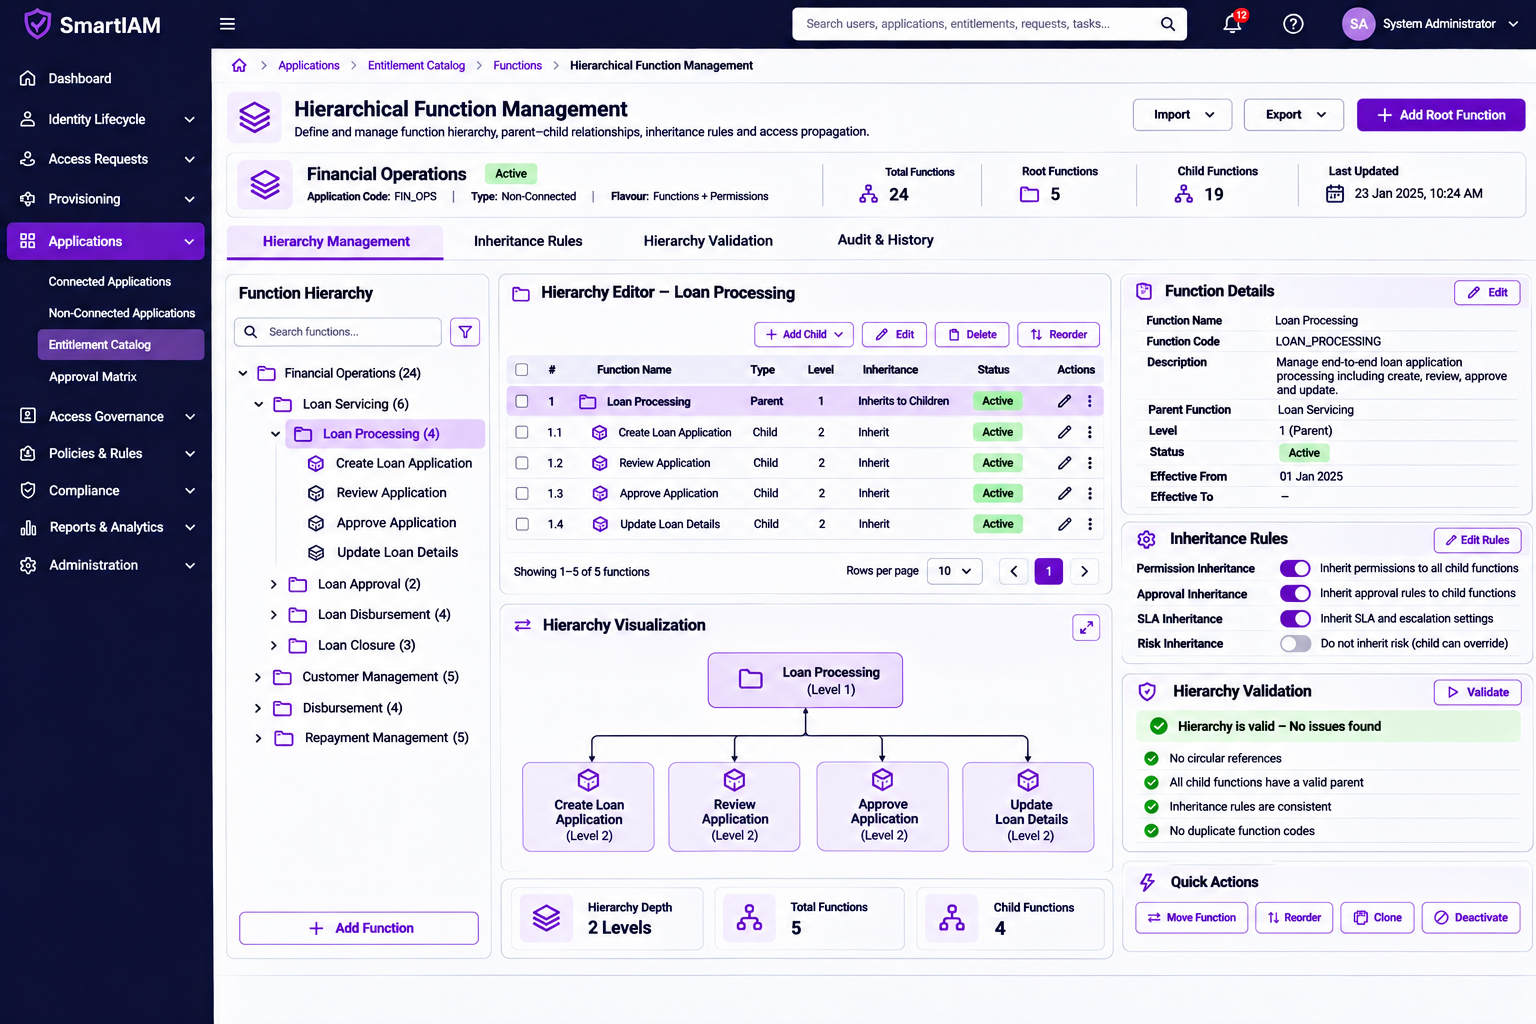 SmartIAM
Search users, applications, entitlements, requests, tasks...
12
SA
System Administrator
Dashboard
Identity Lifecycle
Access Requests
Provisioning
Applications
Connected Applications
Non-Connected Applications
Entitlement Catalog
Approval Matrix
Access Governance
Policies & Rules
Compliance
Reports & Analytics
Administration
Applications > Entitlement Catalog > Functions > Hierarchical Function Management
Hierarchical Function Management
Define and manage function hierarchy, parent–child relationships, inheritance rules and access propagation.
Import
Export
+ Add Root Function
Financial Operations Active
Application Code: FIN_OPS | Type: Non-Connected | Flavour: Functions + Permissions
Total Functions
24
Root Functions
5
Child Functions
19
Last Updated
23 Jan 2025, 10:24 AM
Hierarchy Management
Inheritance Rules
Hierarchy Validation
Audit & History
Function Hierarchy
Search functions...
Financial Operations (24)
Loan Servicing (6)
Loan Processing (4)
Create Loan Application
Review Application
Approve Application
Update Loan Details
Loan Approval (2)
Loan Disbursement (4)
Loan Closure (3)
Customer Management (5)
Disbursement (4)
Repayment Management (5)
+ Add Function
Hierarchy Editor – Loan Processing
+ Add Child
Edit
Delete
Reorder
# Function Name Type Level Inheritance Status Actions
1 Loan Processing Parent 1 Inherits to Children Active
1.1 Create Loan Application Child 2 Inherit Active
1.2 Review Application Child 2 Inherit Active
1.3 Approve Application Child 2 Inherit Active
1.4 Update Loan Details Child 2 Inherit Active
Showing 1–5 of 5 functions
Rows per page 10
1
Hierarchy Visualization
Loan Processing
(Level 1)
Create Loan
Application
(Level 2)
Review
Application
(Level 2)
Approve
Application
(Level 2)
Update
Loan Details
(Level 2)
Hierarchy Depth
2 Levels
Total Functions
5
Child Functions
4
Function Details
Edit
Function Name Loan Processing
Function Code LOAN_PROCESSING
Description Manage end-to-end loan application
processing including create, review, approve
and update.
Parent Function Loan Servicing
Level 1 (Parent)
Status Active
Effective From 01 Jan 2025
Effective To –
Inheritance Rules
Edit Rules
Permission Inheritance Inherit permissions to all child functions
Approval Inheritance Inherit approval rules to child functions
SLA Inheritance Inherit SLA and escalation settings
Risk Inheritance Do not inherit risk (child can override)
Hierarchy Validation
Validate
Hierarchy is valid – No issues found
No circular references
All child functions have a valid parent
Inheritance rules are consistent
No duplicate function codes
Quick Actions
Move Function
Reorder
Clone
Deactivate